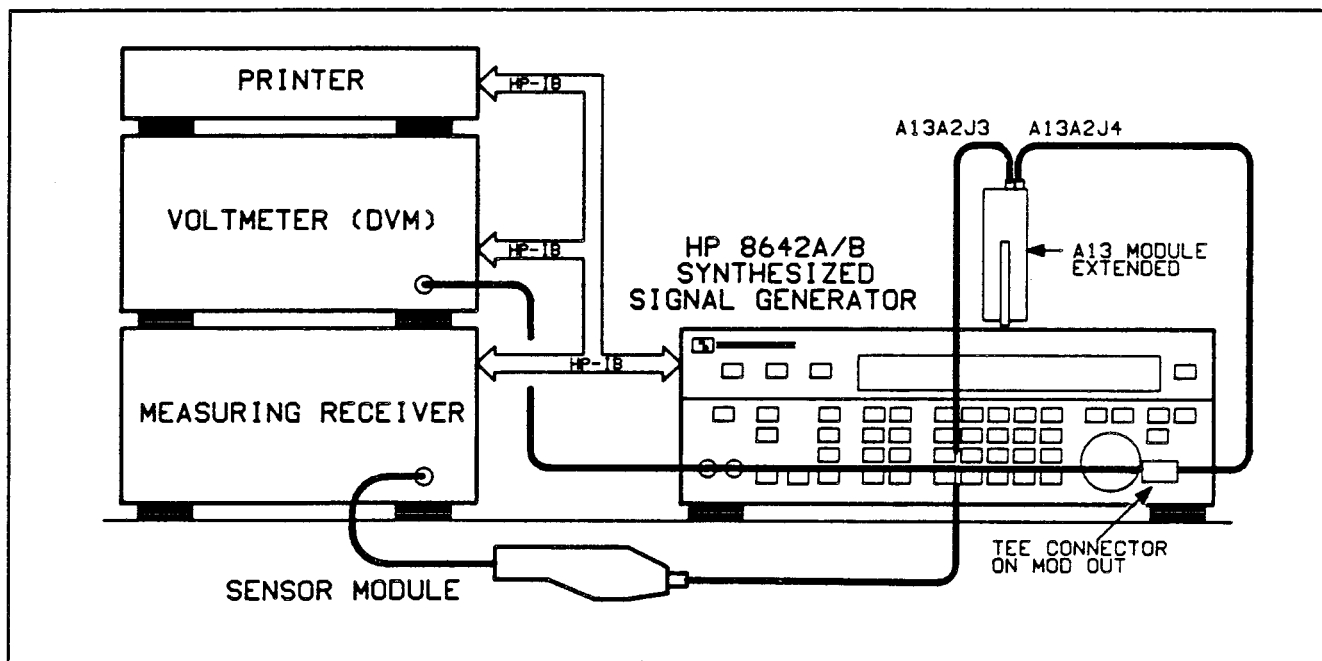 PRINTER
HP-IB
VOLTMETER (DVM)
HP-IB
MEASURING RECEIVER
HP-IB
SENSOR MODULE
HP 8642A/B
SYNTHESIZED
SIGNAL GENERATOR
A13A2J3
A13A2J4
A13 MODULE
EXTENDED
TEE CONNECTOR
ON MOD OUT